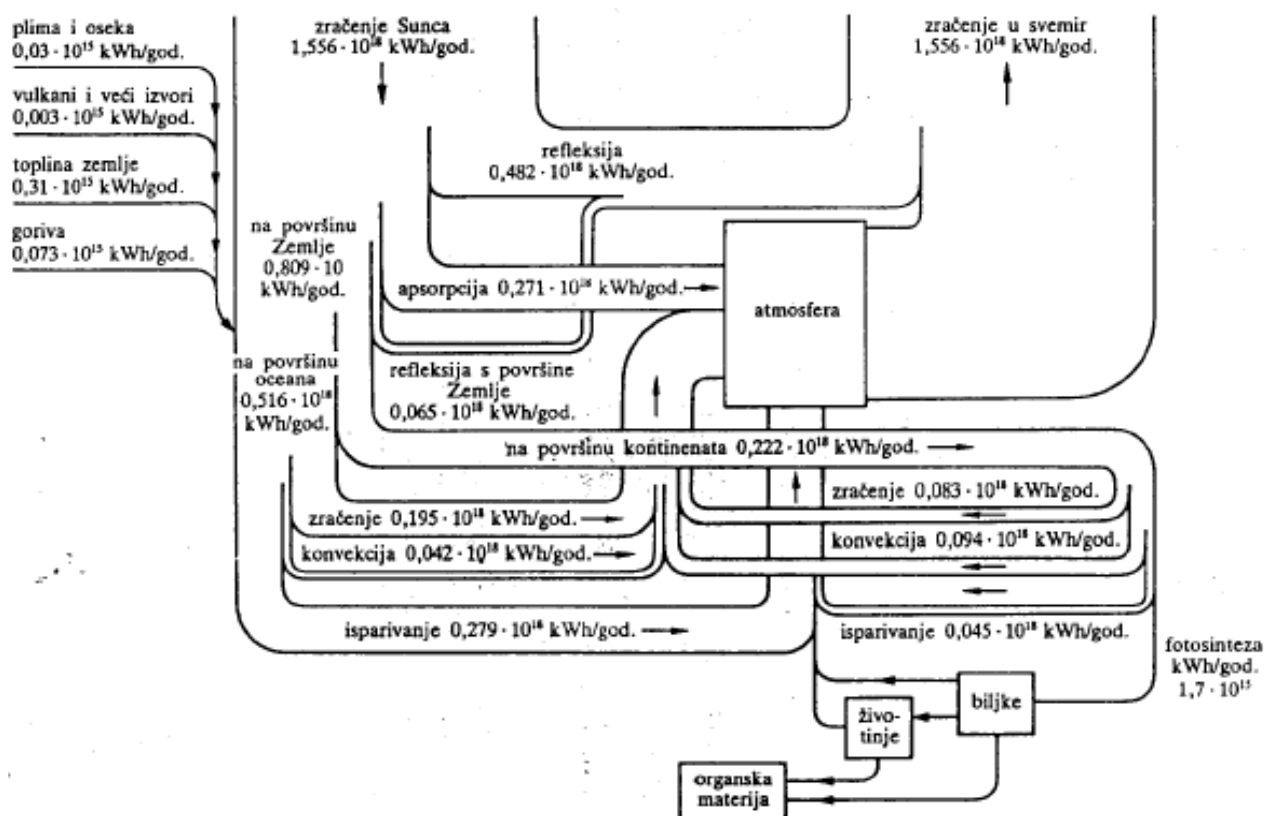 plima i oseka
0,03 · 10¹⁵ kWh/god.
vulkani i veći izvori
0,003 · 10¹⁵ kWh/god.
toplina zemlje
0,31 · 10¹⁵ kWh/god.
goriva
0,073 · 10¹⁵ kWh/god.
zračenje Sunca
1,556 · 10¹⁸ kWh/god.
zračenje u svemir
1,556 · 10¹⁸ kWh/god.
refleksija
0,482 · 10¹⁸ kWh/god.
na površinu
Zemlje
0,809 · 10
kWh/god.
apsorpcija 0,271 · 10¹⁸ kWh/god.
atmosfera
na površinu
oceana
0,516 · 10¹⁸
kWh/god.
refleksija s površine
Zemlje
0,065 · 10¹⁸ kWh/god.
na površinu kontinenata 0,222 · 10¹⁸ kWh/god.
zračenje 0,195 · 10¹⁸ kWh/god.
zračenje 0,083 · 10¹⁸ kWh/god.
konvekcija 0,042 · 10¹⁸ kWh/god.
konvekcija 0,094 · 10¹⁸ kWh/god.
isparivanje 0,279 · 10¹⁸ kWh/god.
isparivanje 0,045 · 10¹⁸ kWh/god.
fotosinteza
kWh/god.
1,7 · 10¹⁵
biljke
živo-
tinje
organska
materija